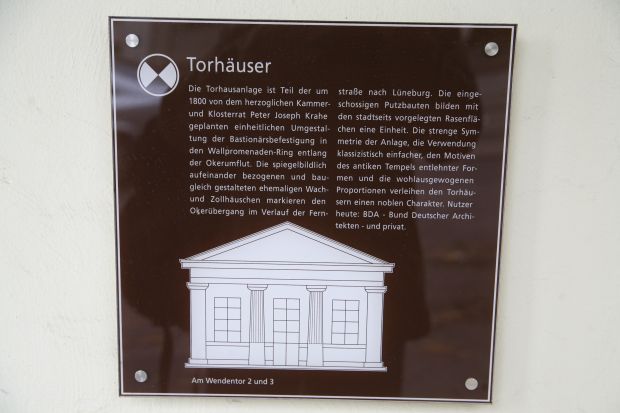 Torhäuser
Die Torhausanlage ist Teil der um
1800 von dem herzoglichen Kammer-
und Klosterrat Peter Joseph Krahe
geplanten einheitlichen Umgestal-
tung der Bastionärsbefestigung in
den Wallpromenaden-Ring entlang
der Okerumflut. Die spiegelbildlich
aufeinander bezogenen und bau-
gleich gestalteten ehemaligen Wach-
und Zollhäuschen markieren den
Okerübergang im Verlauf der Fern-
straße nach Lüneburg. Die einge-
schossigen Putzbauten bilden mit
den stadtseits vorgelegten Rasenflä-
chen eine Einheit. Die strenge Sym-
metrie der Anlage, die Verwendung
klassizistisch einfacher, den Motiven
des antiken Tempels entlehnter For-
men und die wohlausgewogenen
Proportionen verleihen den Torhäu-
sern einen noblen Charakter. Nutzer
heute: BDA - Bund Deutscher Archi-
tekten - und privat.
Am Wendentor 2 und 3